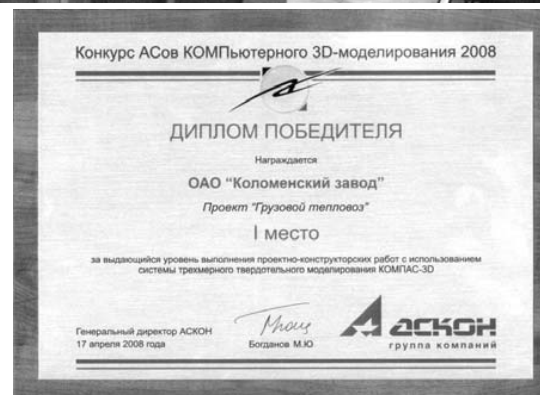 Конкурс АСов КОМПьютерного 3D-моделирования 2008
ДИПЛОМ ПОБЕДИТЕЛЯ
Награждается
ОАО “Коломенский завод”
Проект “Грузовой тепловоз”
I место
за выдающийся уровень выполнения проектно-конструкторских работ с использованием
системы трехмерного твердотельного моделирования КОМПАС-3D
Генеральный директор АСКОН
17 апреля 2008 года
Богданов М.Ю.
АСКОН
группа компаний